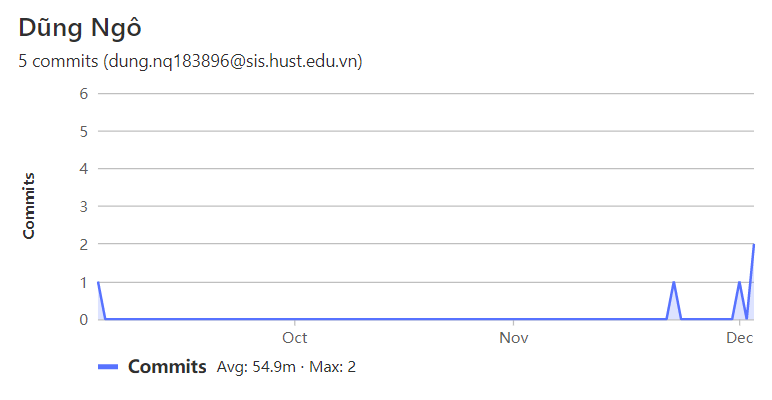 Dũng Ngô
5 commits (dung.nq183896@sis.hust.edu.vn)
6
5
4
3
2
1
0
Commits
Oct Nov Dec
Commits Avg: 54.9m · Max: 2